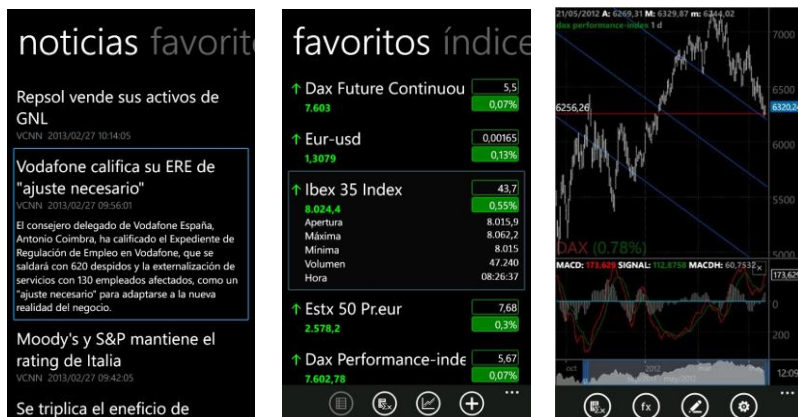 noticias favorit
Repsol vende sus activos de
GNL
VCNN 2013/02/27 10:14:05
Vodafone califica su ERE de
"ajuste necesario"
VCNN 2013/02/27 09:56:01
El consejero delegado de Vodafone España,
Antonio Coimbra, ha calificado el Expediente de
Regulación de Empleo en Vodafone, que se
saldará con 620 despidos y la externalización de
servicios con 130 empleados afectados, como un
"ajuste necesario" para adaptarse a la nueva
realidad del negocio.
Moody's y S&P mantiene el
rating de Italia
VCNN 2013/02/27 09:42:05
Se triplica el eneficio de
favoritos índice
Dax Future Continuou 5,5
7.603 0,07%
Eur-usd 0,00165
1,3079 0,13%
Ibex 35 Index 43,7
8.024,4 0,55%
Apertura 8.015,9
Máxima 8.062,2
Mínima 8.015
Volumen 47.240
Hora 08:26:37
Estx 50 Pr.eur 7,68
2.578,2 0,3%
Dax Performance-inde 5,67
7.602,78 0,07%
21/05/2012 A: 6269,31 M: 6329,87 m: 6244,02
dax performance-index 1 d
7000
6500
6256,26 6320,24
6000
5500
5000
DAX (0.78%)
MACD: 173,629 SIGNAL: 112,8758 MACDH: 60,7532 x
173,629
0
200
oct 2012 mar
12:09
fx